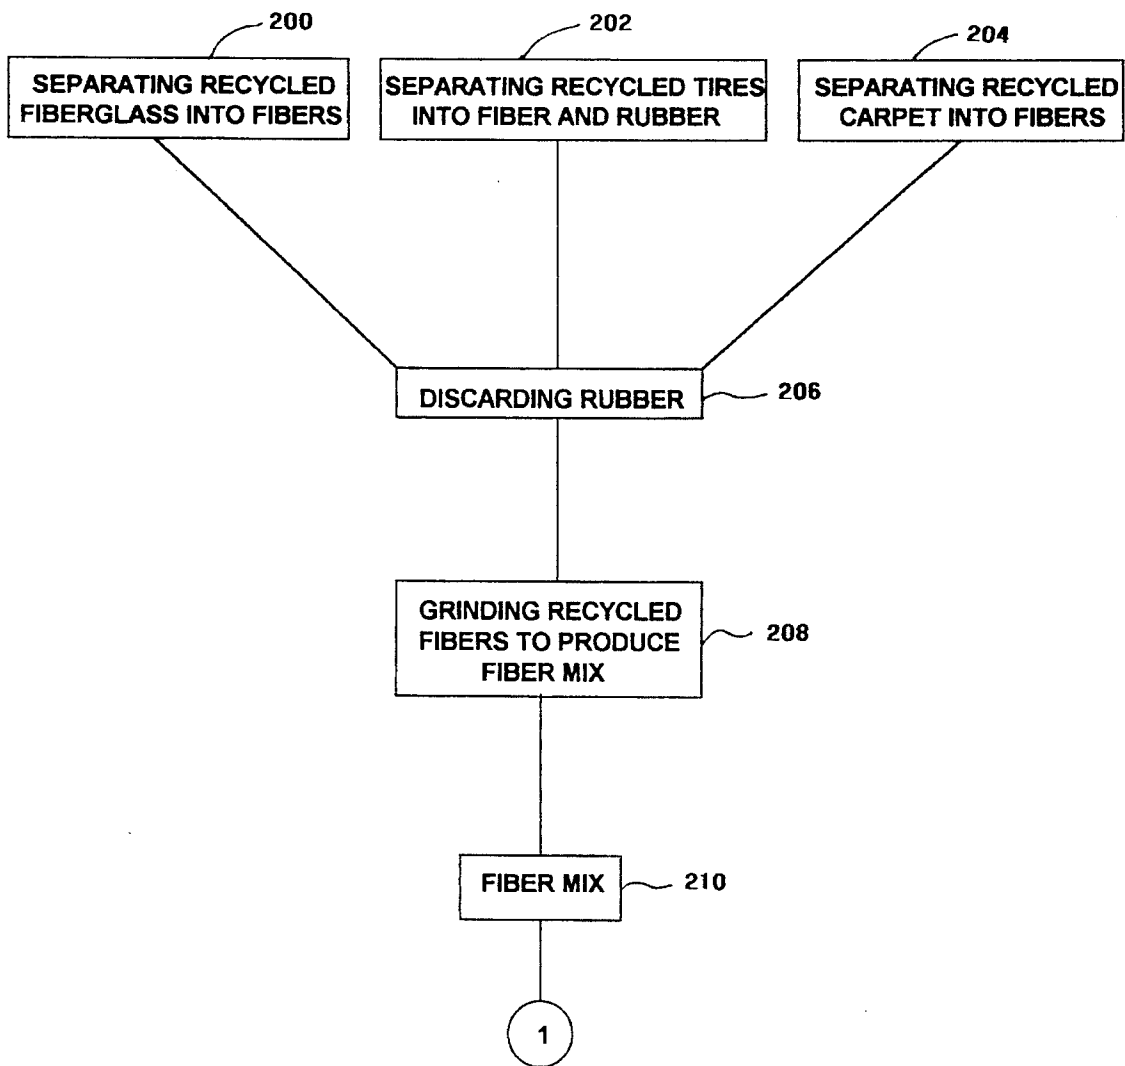 200
202
204
SEPARATING RECYCLED
FIBERGLASS INTO FIBERS
SEPARATING RECYCLED TIRES
INTO FIBER AND RUBBER
SEPARATING RECYCLED
CARPET INTO FIBERS
DISCARDING RUBBER
206
GRINDING RECYCLED
FIBERS TO PRODUCE
FIBER MIX
208
FIBER MIX
210
1